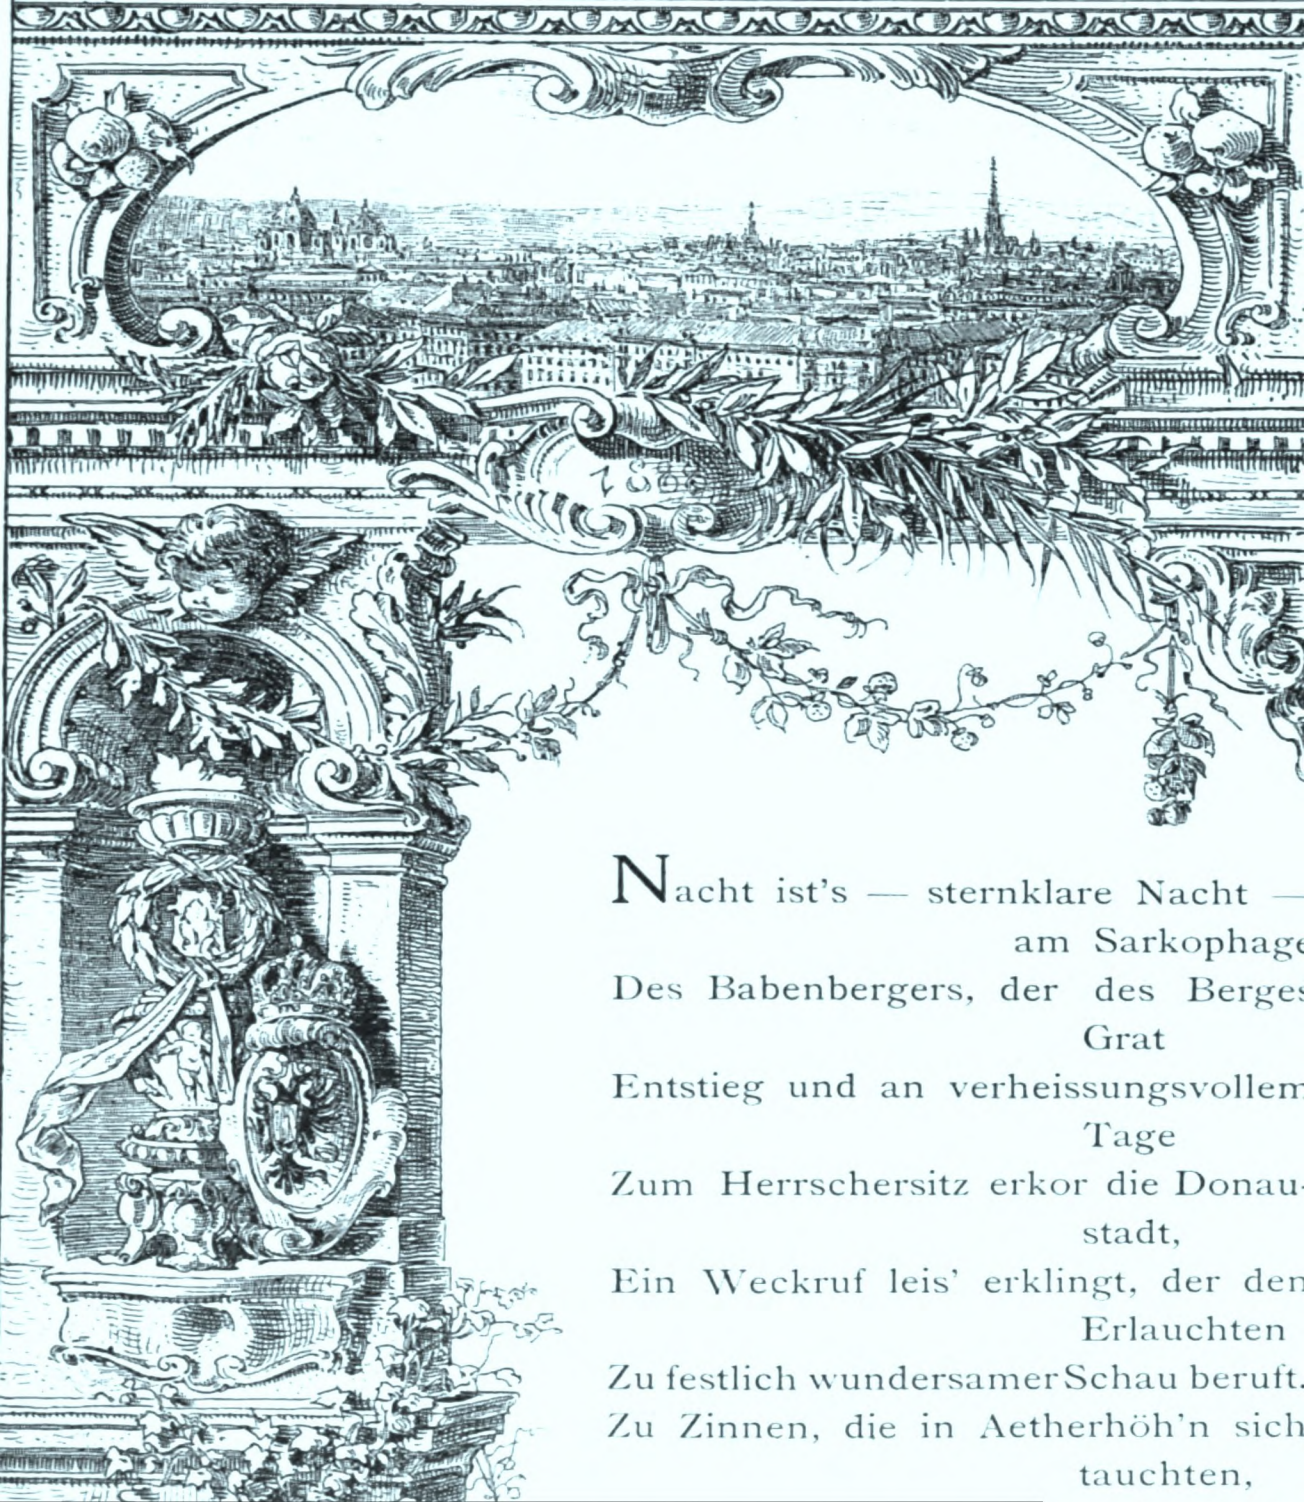 1888
Nacht ist's — sternklare Nacht —
am Sarkophage
Des Babenbergers, der des Berges
Grat
Entstieg und an verheissungsvollem
Tage
Zum Herrschersitz erkor die Donau-
stadt,
Ein Weckruf leis' erklingt, der den
Erlauchten
Zu festlich wundersamer Schau beruft.
Zu Zinnen, die in Aetherhöh'n sich
tauchten,